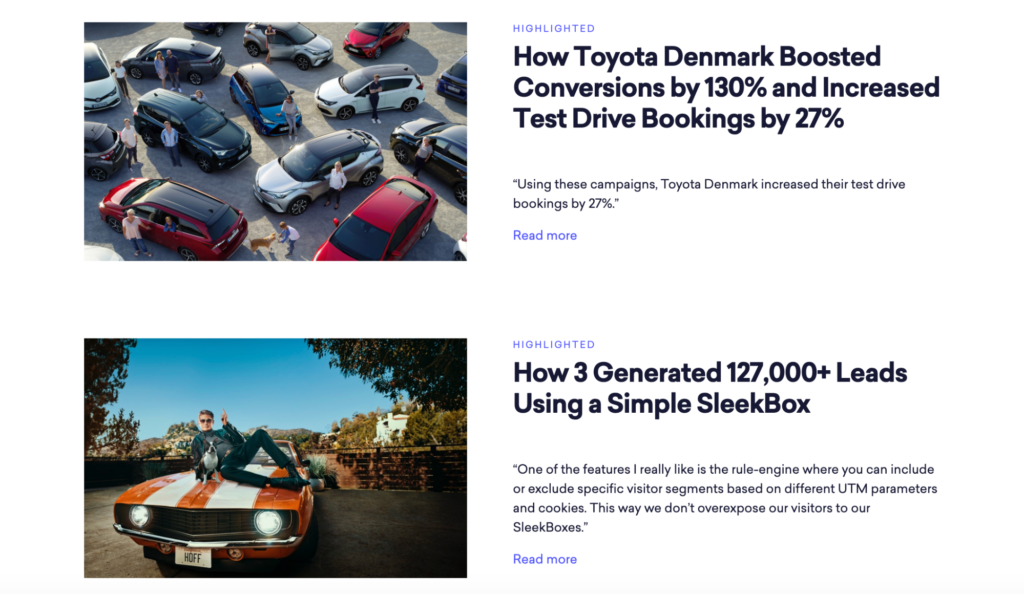 HIGHLIGHTED
How Toyota Denmark Boosted
Conversions by 130% and Increased
Test Drive Bookings by 27%
“Using these campaigns, Toyota Denmark increased their test drive
bookings by 27%.”
Read more
HIGHLIGHTED
How 3 Generated 127,000+ Leads
Using a Simple SleekBox
“One of the features I really like is the rule-engine where you can include
or exclude specific visitor segments based on different UTM parameters
and cookies. This way we don’t overexpose our visitors to our
SleekBoxes.”
Read more
HOFF